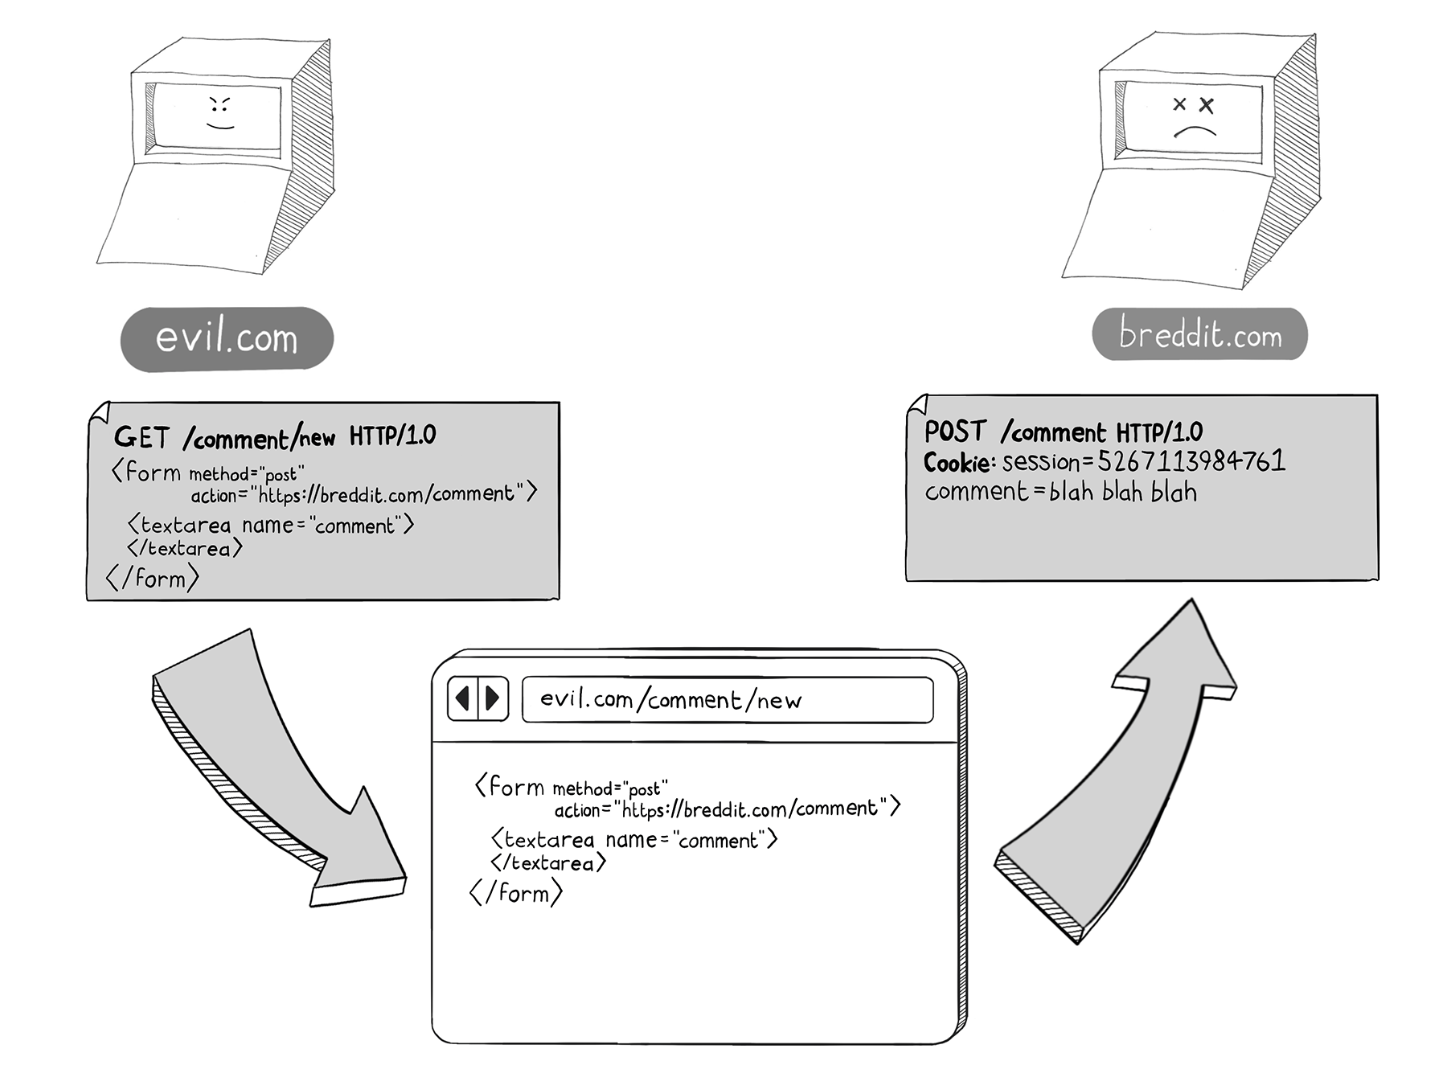 evil.com
GET /comment/new HTTP/1.0
<form method="post"
action="https://breddit.com/comment">
<textarea name="comment">
</textarea>
</form>
breddit.com
POST /comment HTTP/1.0
Cookie: session=5267113984761
comment=blah blah blah
evil.com/comment/new
<form method="post"
action="https://breddit.com/comment">
<textarea name="comment">
</textarea>
</form>